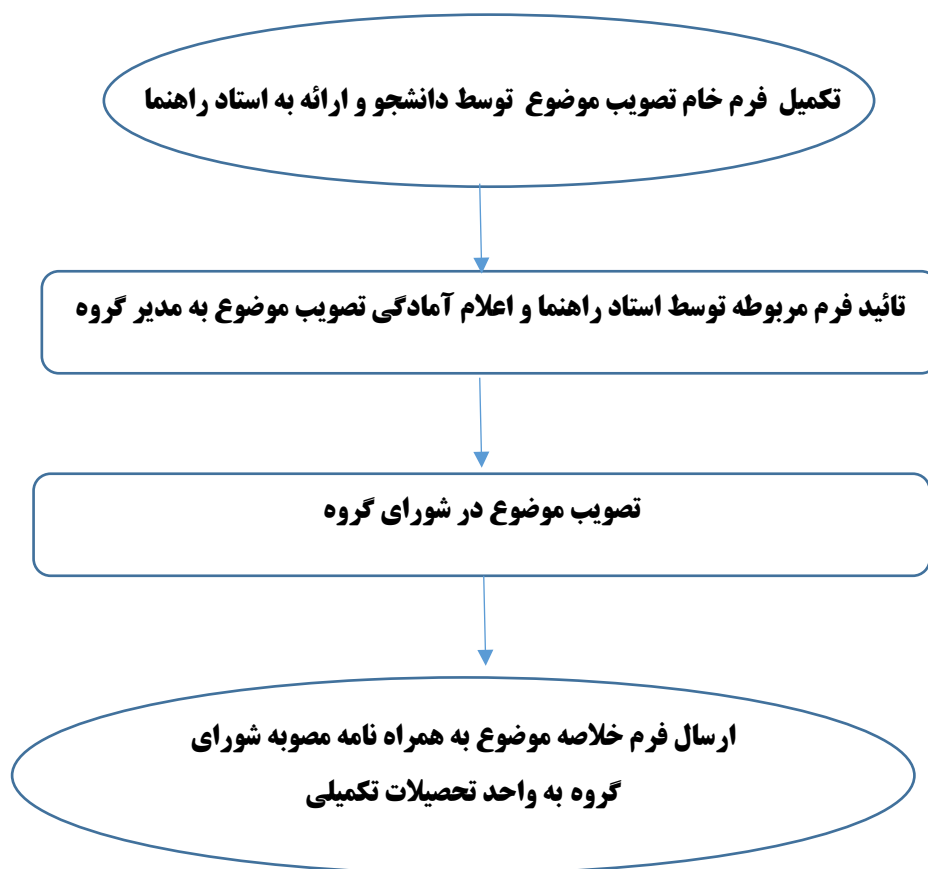 تکمیل فرم خام تصویب موضوع توسط دانشجو و ارائه به استاد راهنما
تائید فرم مربوطه توسط استاد راهنما و اعلام آمادگی تصویب موضوع به مدیر گروه
تصویب موضوع در شورای گروه
ارسال فرم خلاصه موضوع به همراه نامه مصوبه شورای
گروه به واحد تحصیلات تکمیلی